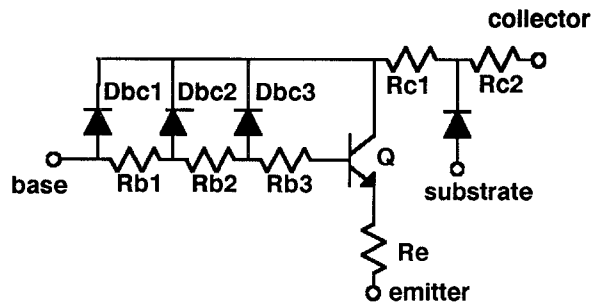 collector
Dbc1 Dbc2 Dbc3
Rc1 Rc2
base Rb1 Rb2 Rb3 Q substrate
Re
emitter